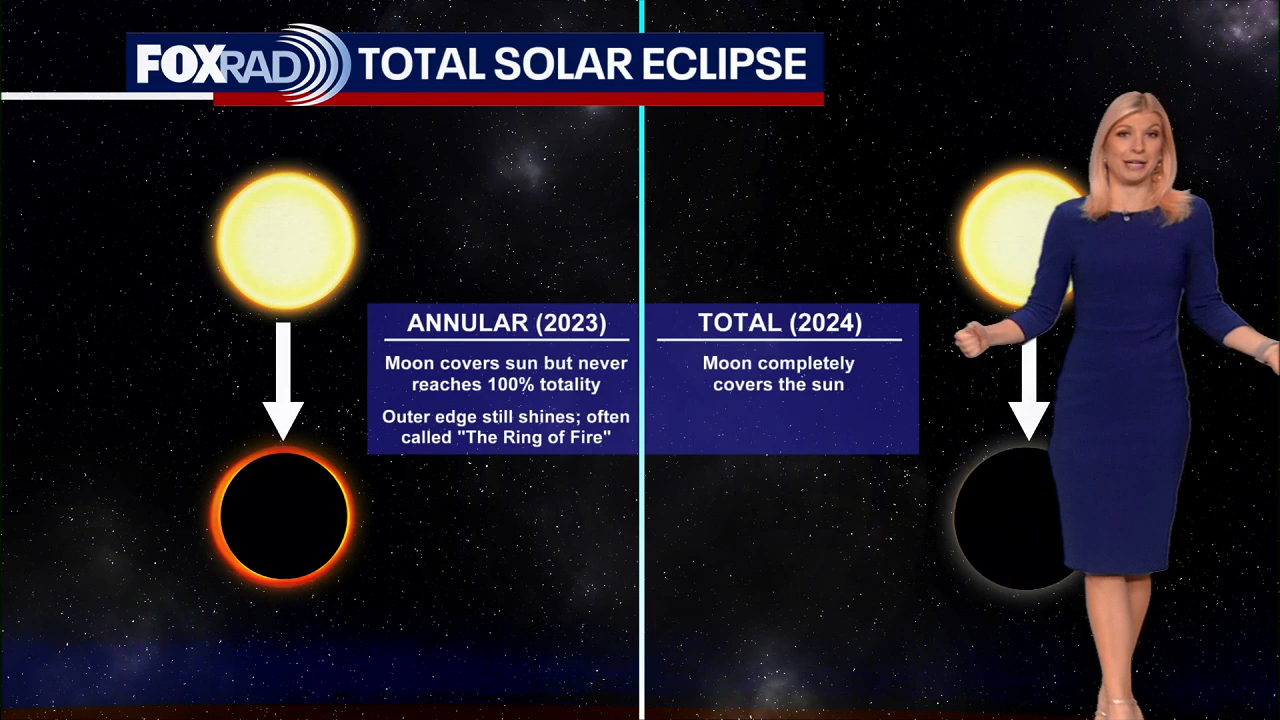 FOXRAD TOTAL SOLAR ECLIPSE
ANNULAR (2023)
Moon covers sun but never
reaches 100% totality
Outer edge still shines; often
called "The Ring of Fire"
TOTAL (2024)
Moon completely
covers the sun